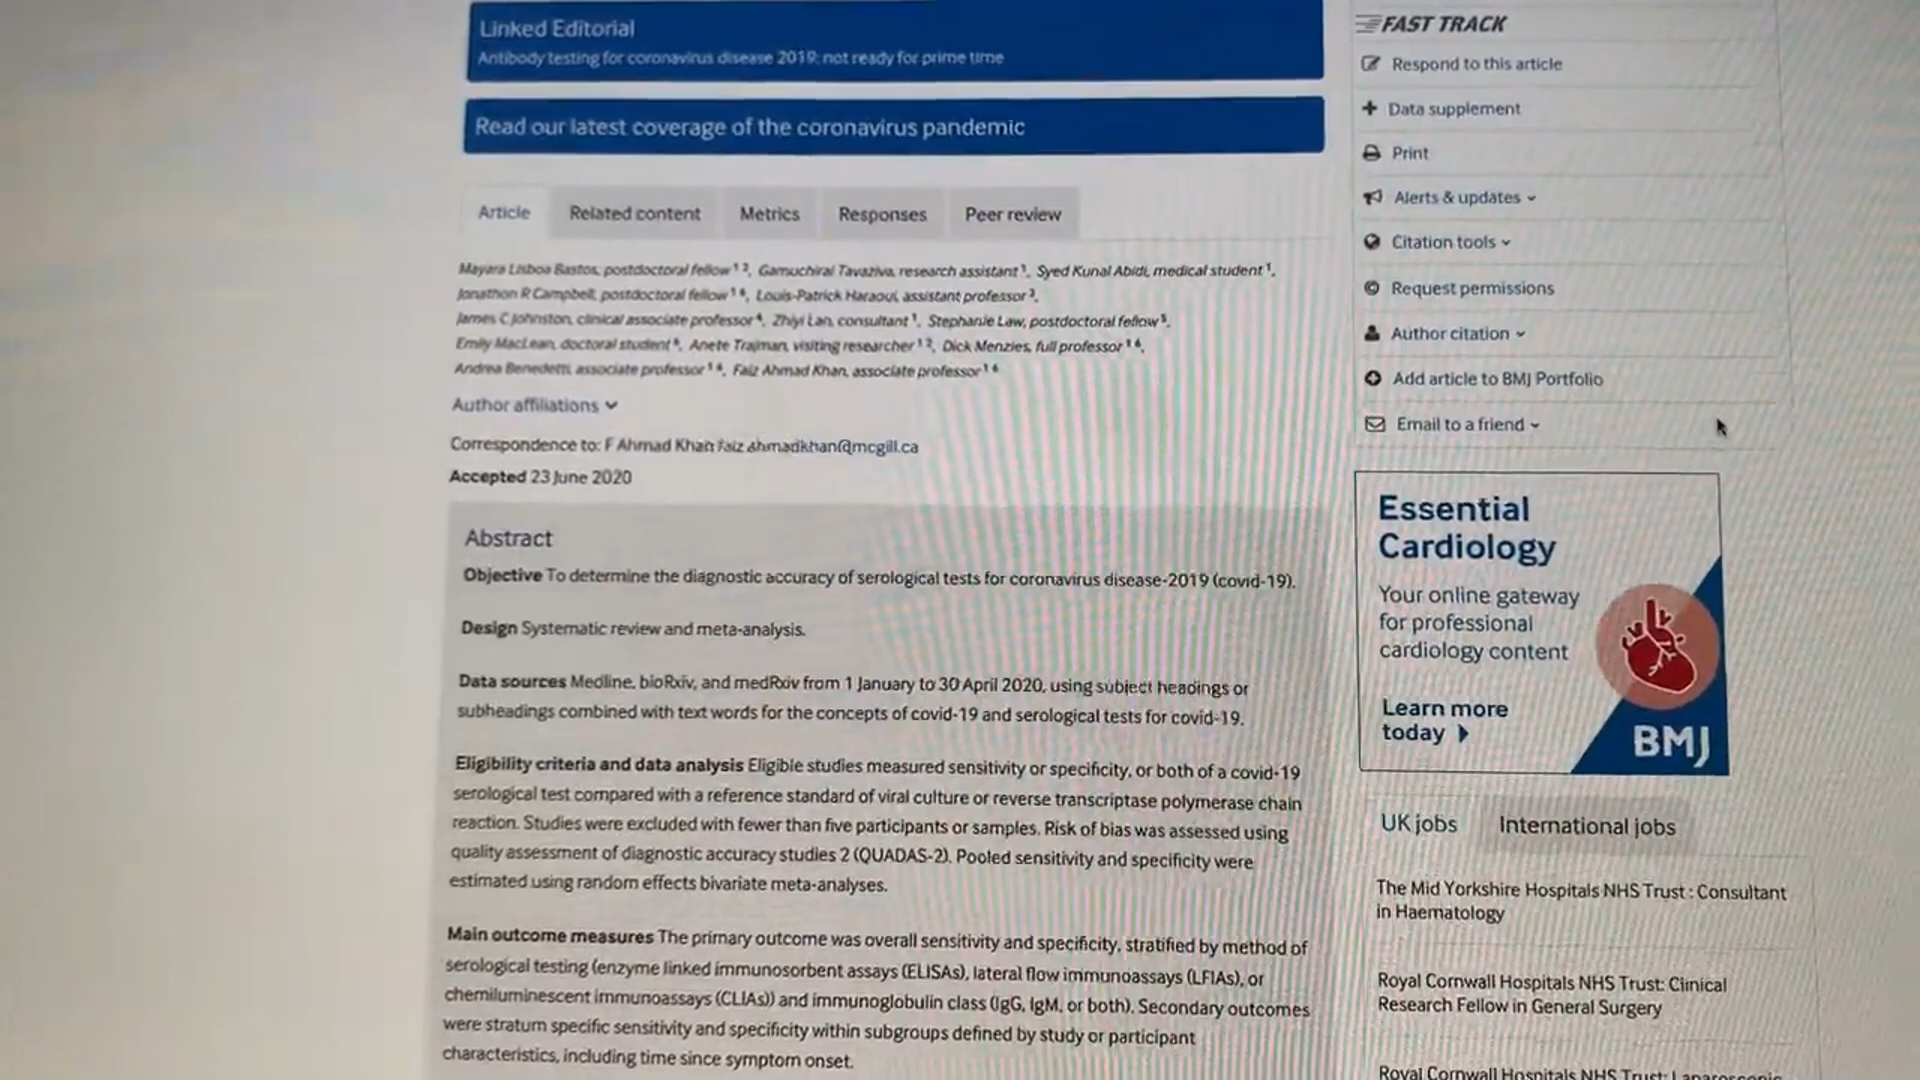 Linked Editorial
Antibody testing for coronavirus disease 2019: not ready for prime time
Read our latest coverage of the coronavirus pandemic
Article Related content Metrics Responses Peer review
Mayara Lisboa Bastos, postdoctoral fellow 1 2, Gamuchirai Tavaziva, research assistant 1, Syed Kunal Abidi, medical student 1,
Jonathon R Campbell, postdoctoral fellow 1 6, Louis-Patrick Haraoui, assistant professor 3,
James C Johnston, clinical associate professor 4, Zhiyi Lan, consultant 1, Stephanie Law, postdoctoral fellow 5,
Emily MacLean, doctoral student 6, Anete Trajman, visiting researcher 1 2, Dick Menzies, full professor 1 6,
Andrea Benedetti, associate professor 1 6, Faiz Ahmad Khan, associate professor 1 6
Author affiliations
Correspondence to: F Ahmad Khan faiz.ahmadkhan@mcgill.ca
Accepted 23 June 2020
Abstract
Objective To determine the diagnostic accuracy of serological tests for coronavirus disease-2019 (covid-19).
Design Systematic review and meta-analysis.
Data sources Medline, bioRxiv, and medRxiv from 1 January to 30 April 2020, using subject headings or
subheadings combined with text words for the concepts of covid-19 and serological tests for covid-19.
Eligibility criteria and data analysis Eligible studies measured sensitivity or specificity, or both of a covid-19
serological test compared with a reference standard of viral culture or reverse transcriptase polymerase chain
reaction. Studies were excluded with fewer than five participants or samples. Risk of bias was assessed using
quality assessment of diagnostic accuracy studies 2 (QUADAS-2). Pooled sensitivity and specificity were
estimated using random effects bivariate meta-analyses.
Main outcome measures The primary outcome was overall sensitivity and specificity, stratified by method of
serological testing (enzyme linked immunosorbent assays (ELISAs), lateral flow immunoassays (LFIAs), or
chemiluminescent immunoassays (CLIAs)) and immunoglobulin class (IgG, IgM, or both). Secondary outcomes
were stratum specific sensitivity and specificity within subgroups defined by study or participant
characteristics, including time since symptom onset.
FAST TRACK
Respond to this article
Data supplement
Print
Alerts & updates
Citation tools
Request permissions
Author citation
Add article to BMJ Portfolio
Email to a friend
Essential
Cardiology
Your online gateway
for professional
cardiology content
Learn more
today
BMJ
UK jobs International jobs
The Mid Yorkshire Hospitals NHS Trust : Consultant
in Haematology
Royal Cornwall Hospitals NHS Trust: Clinical
Research Fellow in General Surgery
Royal Cornwall Hospitals NHS Trust: Laparoscopic